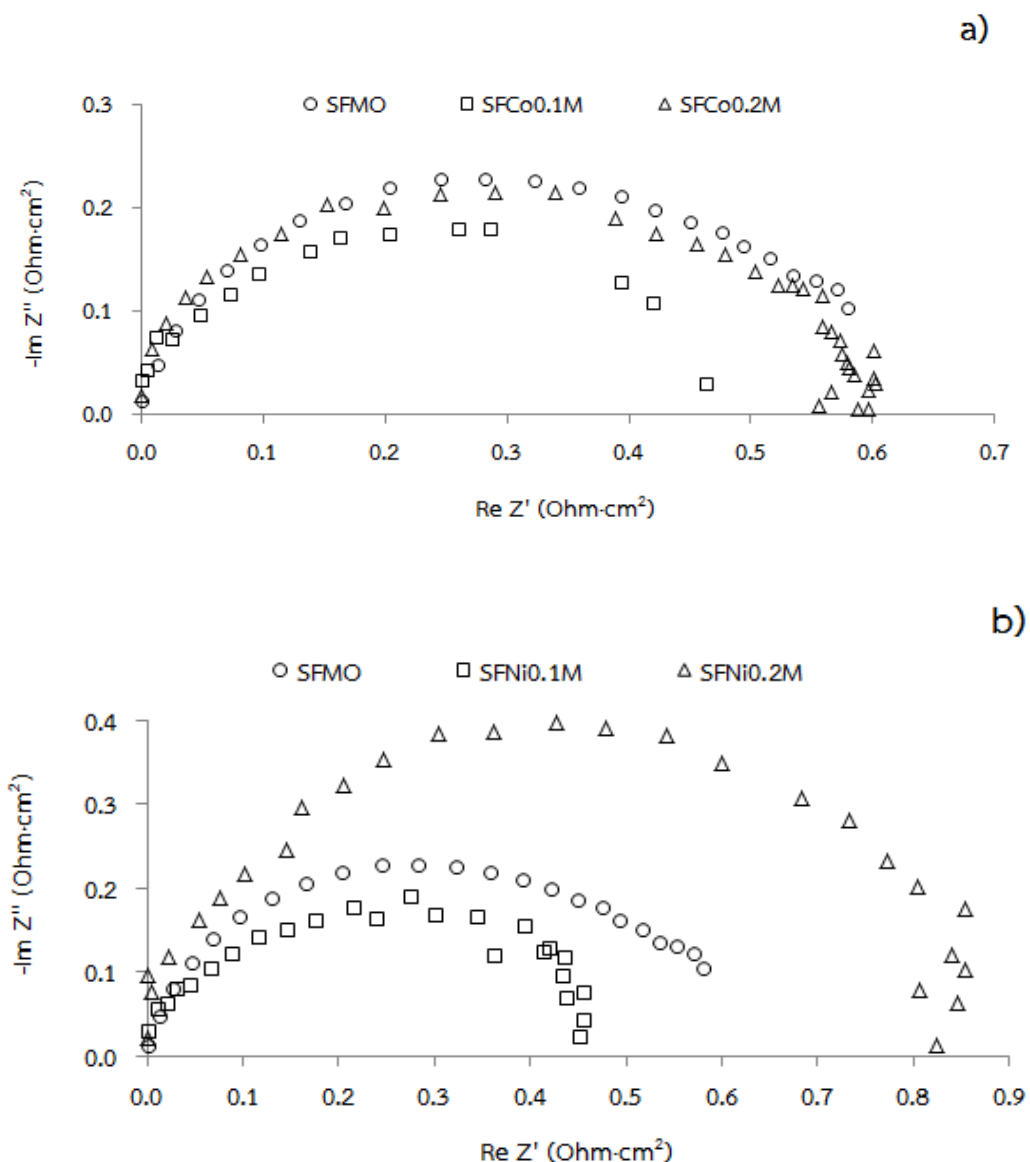 a)
SFMO SFCo0.1M SFCo0.2M
0.3
0.2
0.1
0.0
-Im Z'' (Ohm·cm²)
0.0 0.1 0.2 0.3 0.4 0.5 0.6 0.7
Re Z' (Ohm·cm²)
b)
SFMO SFNi0.1M SFNi0.2M
0.4
0.3
0.2
0.1
0.0
-Im Z'' (Ohm·cm²)
0.0 0.1 0.2 0.3 0.4 0.5 0.6 0.7 0.8 0.9
Re Z' (Ohm·cm²)